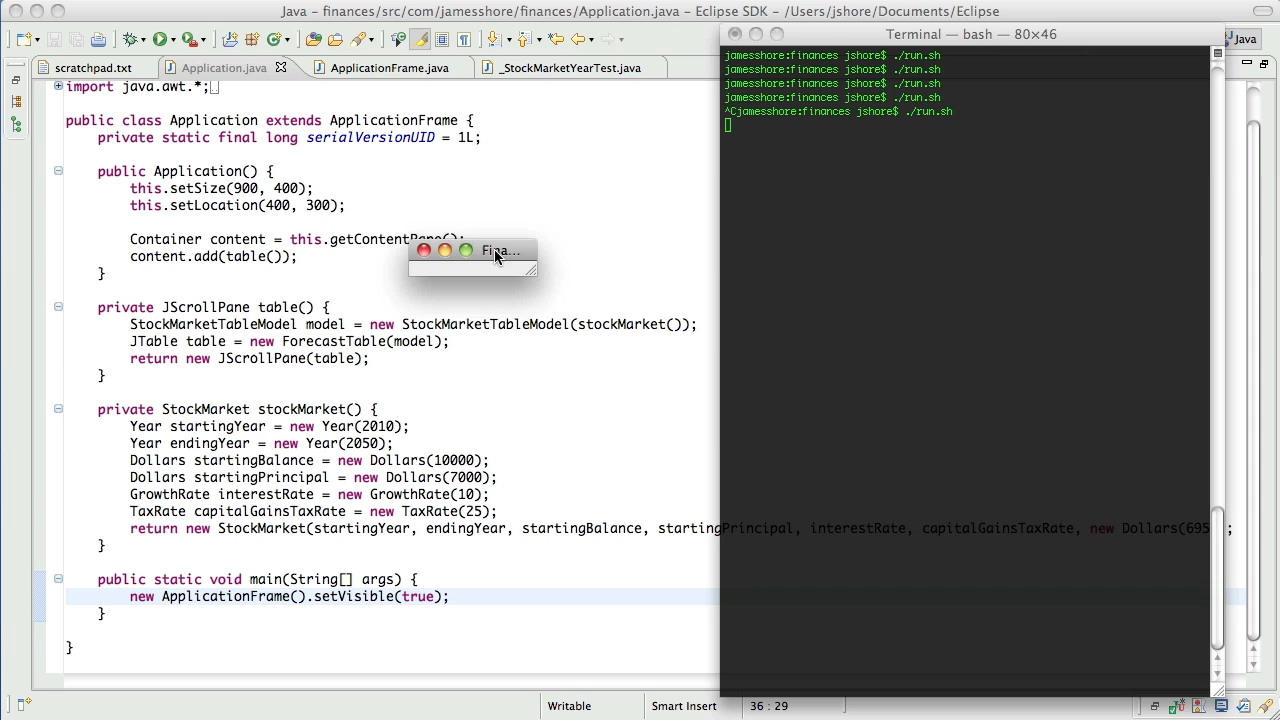 Java – finances/src/com/jamesshore/finances/Application.java – Eclipse SDK – /Users/jshore/Documents/Eclipse
Terminal — bash — 80×46
Java
scratchpad.txt
Application.java
ApplicationFrame.java
_StockMarketYearTest.java
jamesshore:finances jshore$ ./run.sh
jamesshore:finances jshore$ ./run.sh
jamesshore:finances jshore$ ./run.sh
jamesshore:finances jshore$ ./run.sh
^Cjamesshore:finances jshore$ ./run.sh
import java.awt.*;
public class Application extends ApplicationFrame {
private static final long serialVersionUID = 1L;
public Application() {
this.setSize(900, 400);
this.setLocation(400, 300);
Container content = this.getContentPane();
content.add(table());
}
Fina...
private JScrollPane table() {
StockMarketTableModel model = new StockMarketTableModel(stockMarket());
JTable table = new ForecastTable(model);
return new JScrollPane(table);
}
private StockMarket stockMarket() {
Year startingYear = new Year(2010);
Year endingYear = new Year(2050);
Dollars startingBalance = new Dollars(10000);
Dollars startingPrincipal = new Dollars(7000);
GrowthRate interestRate = new GrowthRate(10);
TaxRate capitalGainsTaxRate = new TaxRate(25);
return new StockMarket(startingYear, endingYear, startingBalance, startingPrincipal, interestRate, capitalGainsTaxRate, new Dollars(695 ;
}
public static void main(String[] args) {
new ApplicationFrame().setVisible(true);
}
}
Writable
Smart Insert
36 : 29